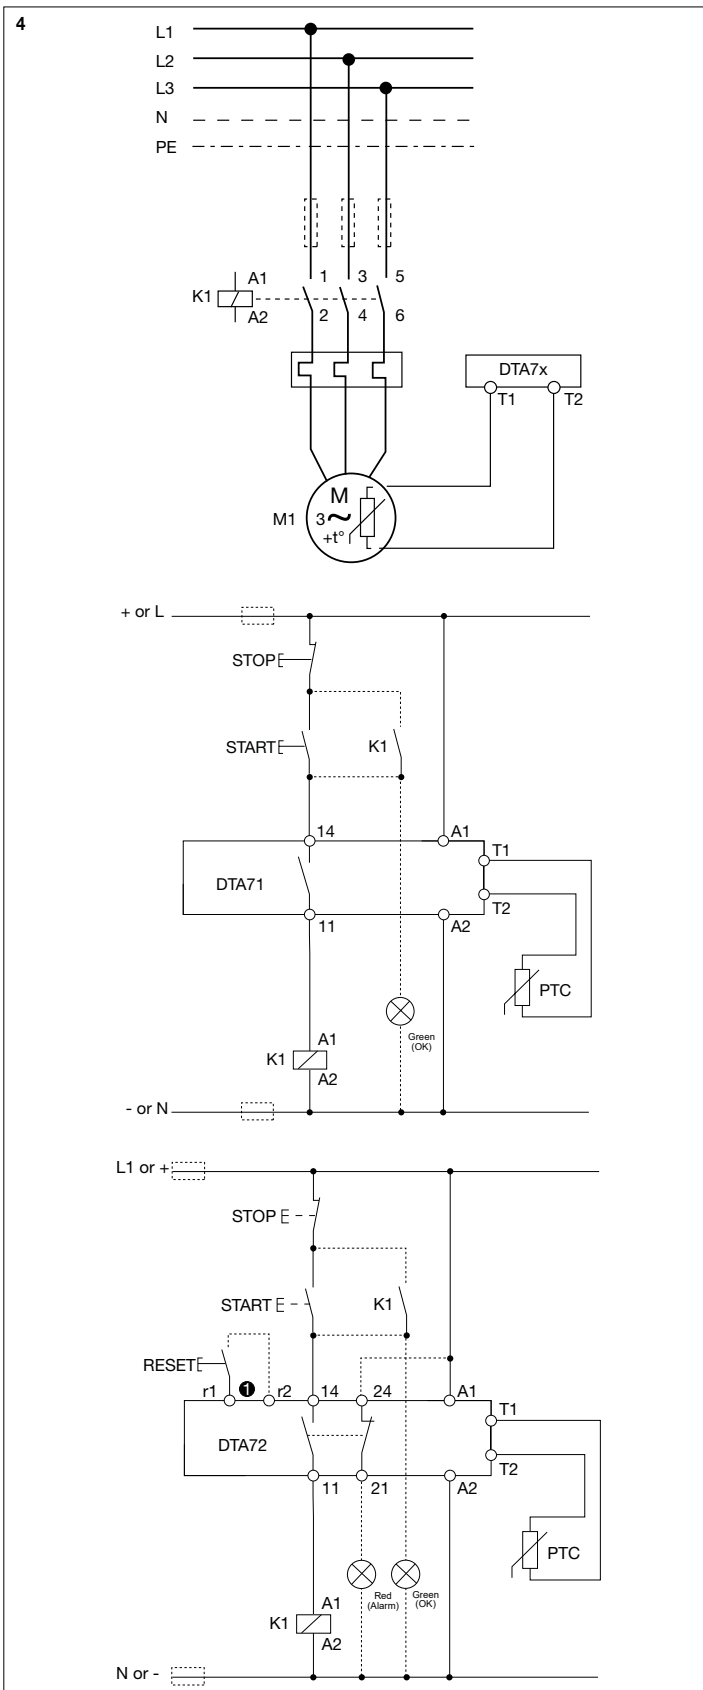 4
L1
L2
L3
N
PE
A1 1 3 5
K1
A2 2 4 6
DTA7x
T1 T2
M
M1 3~
+t°
+ or L
STOP
START K1
14 A1
T1
DTA71
T2
11 A2
PTC
Green
(OK)
A1
K1
A2
- or N
L1 or +
STOP
START K1
RESET
r1 1 r2 14 24 A1
T1
DTA72
T2
11 21 A2
PTC
Red
(Alarm)
Green
(OK)
A1
K1
A2
N or -